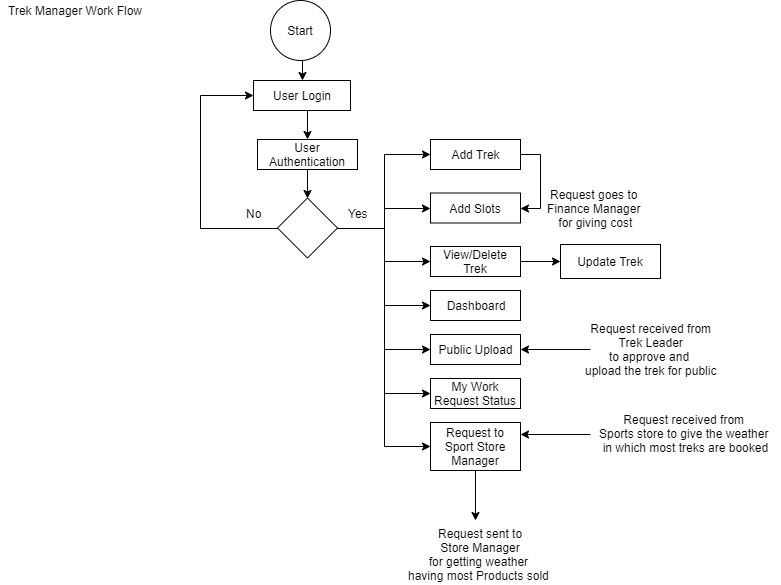 Trek Manager Work Flow
Start
User Login
User
Authentication
No
Yes
Add Trek
Request goes to
Finance Manager
for giving cost
Add Slots
View/Delete
Trek
Update Trek
Dashboard
Public Upload
Request received from
Trek Leader
to approve and
upload the trek for public
My Work
Request Status
Request to
Sport Store
Manager
Request received from
Sports store to give the weather
in which most treks are booked
Request sent to
Store Manager
for getting weather
having most Products sold